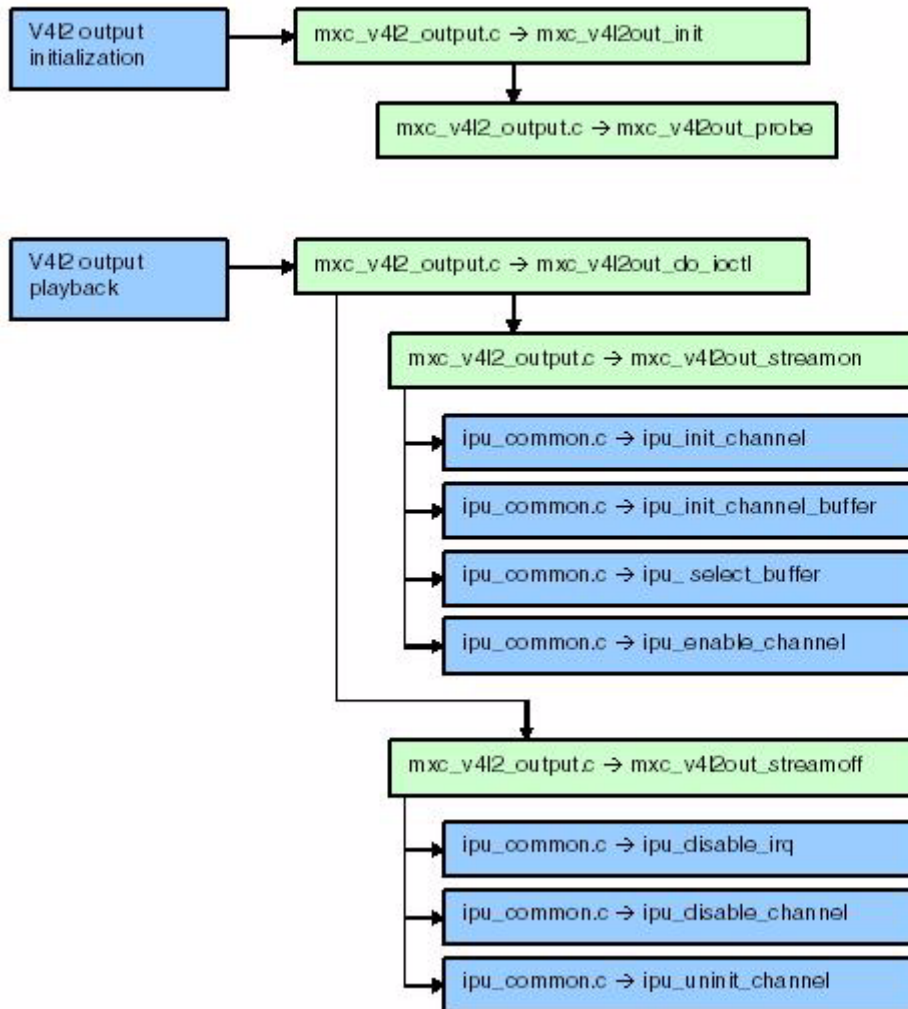 V4l2 output
initialization
mxc_v4l2_output.c → mxc_v4l2out_init
mxc_v4l2_output.c → mxc_v4l2out_probe
V4l2 output
playback
mxc_v4l2_output.c → mxc_v4l2out_do_ioctl
mxc_v4l2_output.c → mxc_v4l2out_streamon
ipu_common.c → ipu_init_channel
ipu_common.c → ipu_init_channel_buffer
ipu_common.c → ipu_ select_buffer
ipu_common.c → ipu_enable_channel
mxc_v4l2_output.c → mxc_v4l2out_streamoff
ipu_common.c → ipu_disable_irq
ipu_common.c → ipu_disable_channel
ipu_common.c → ipu_uninit_channel